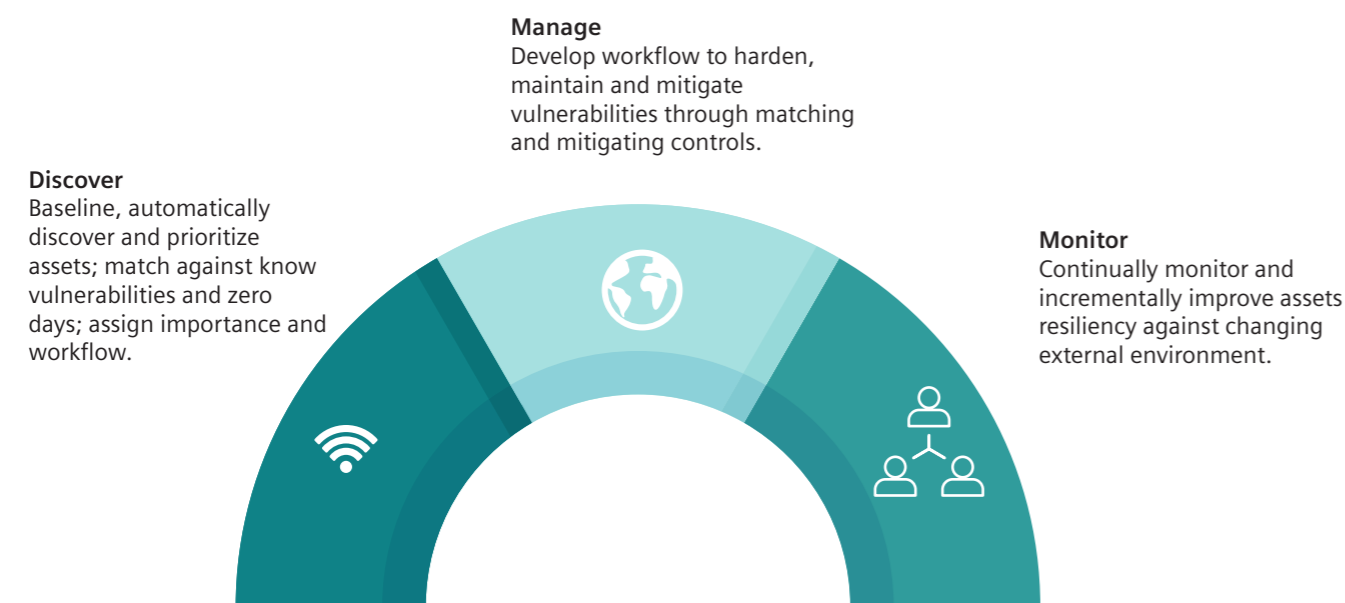 Manage
Develop workflow to harden,
maintain and mitigate
vulnerabilities through matching
and mitigating controls.
Discover
Baseline, automatically
discover and prioritize
assets; match against know
vulnerabilities and zero
days; assign importance and
workflow.
Monitor
Continually monitor and
incrementally improve assets
resiliency against changing
external environment.